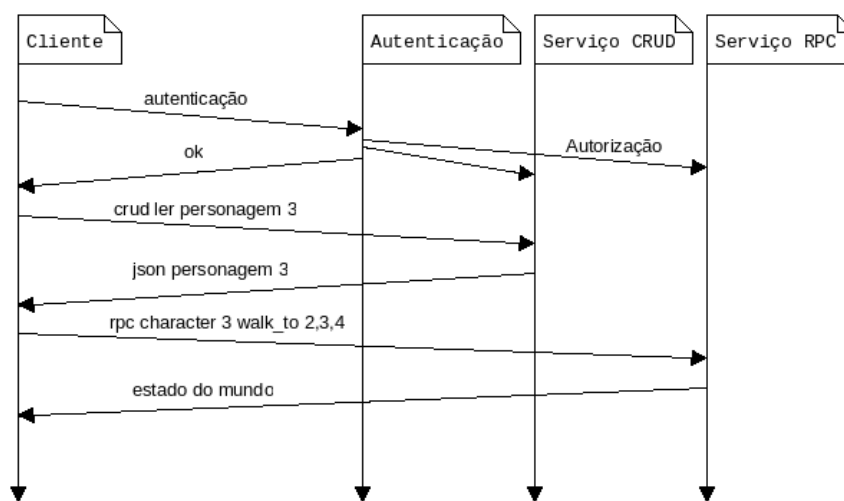 Cliente
Autenticação
Serviço CRUD
Serviço RPC
autenticação
Autorização
ok
crud ler personagem 3
json personagem 3
rpc character 3 walk_to 2,3,4
estado do mundo